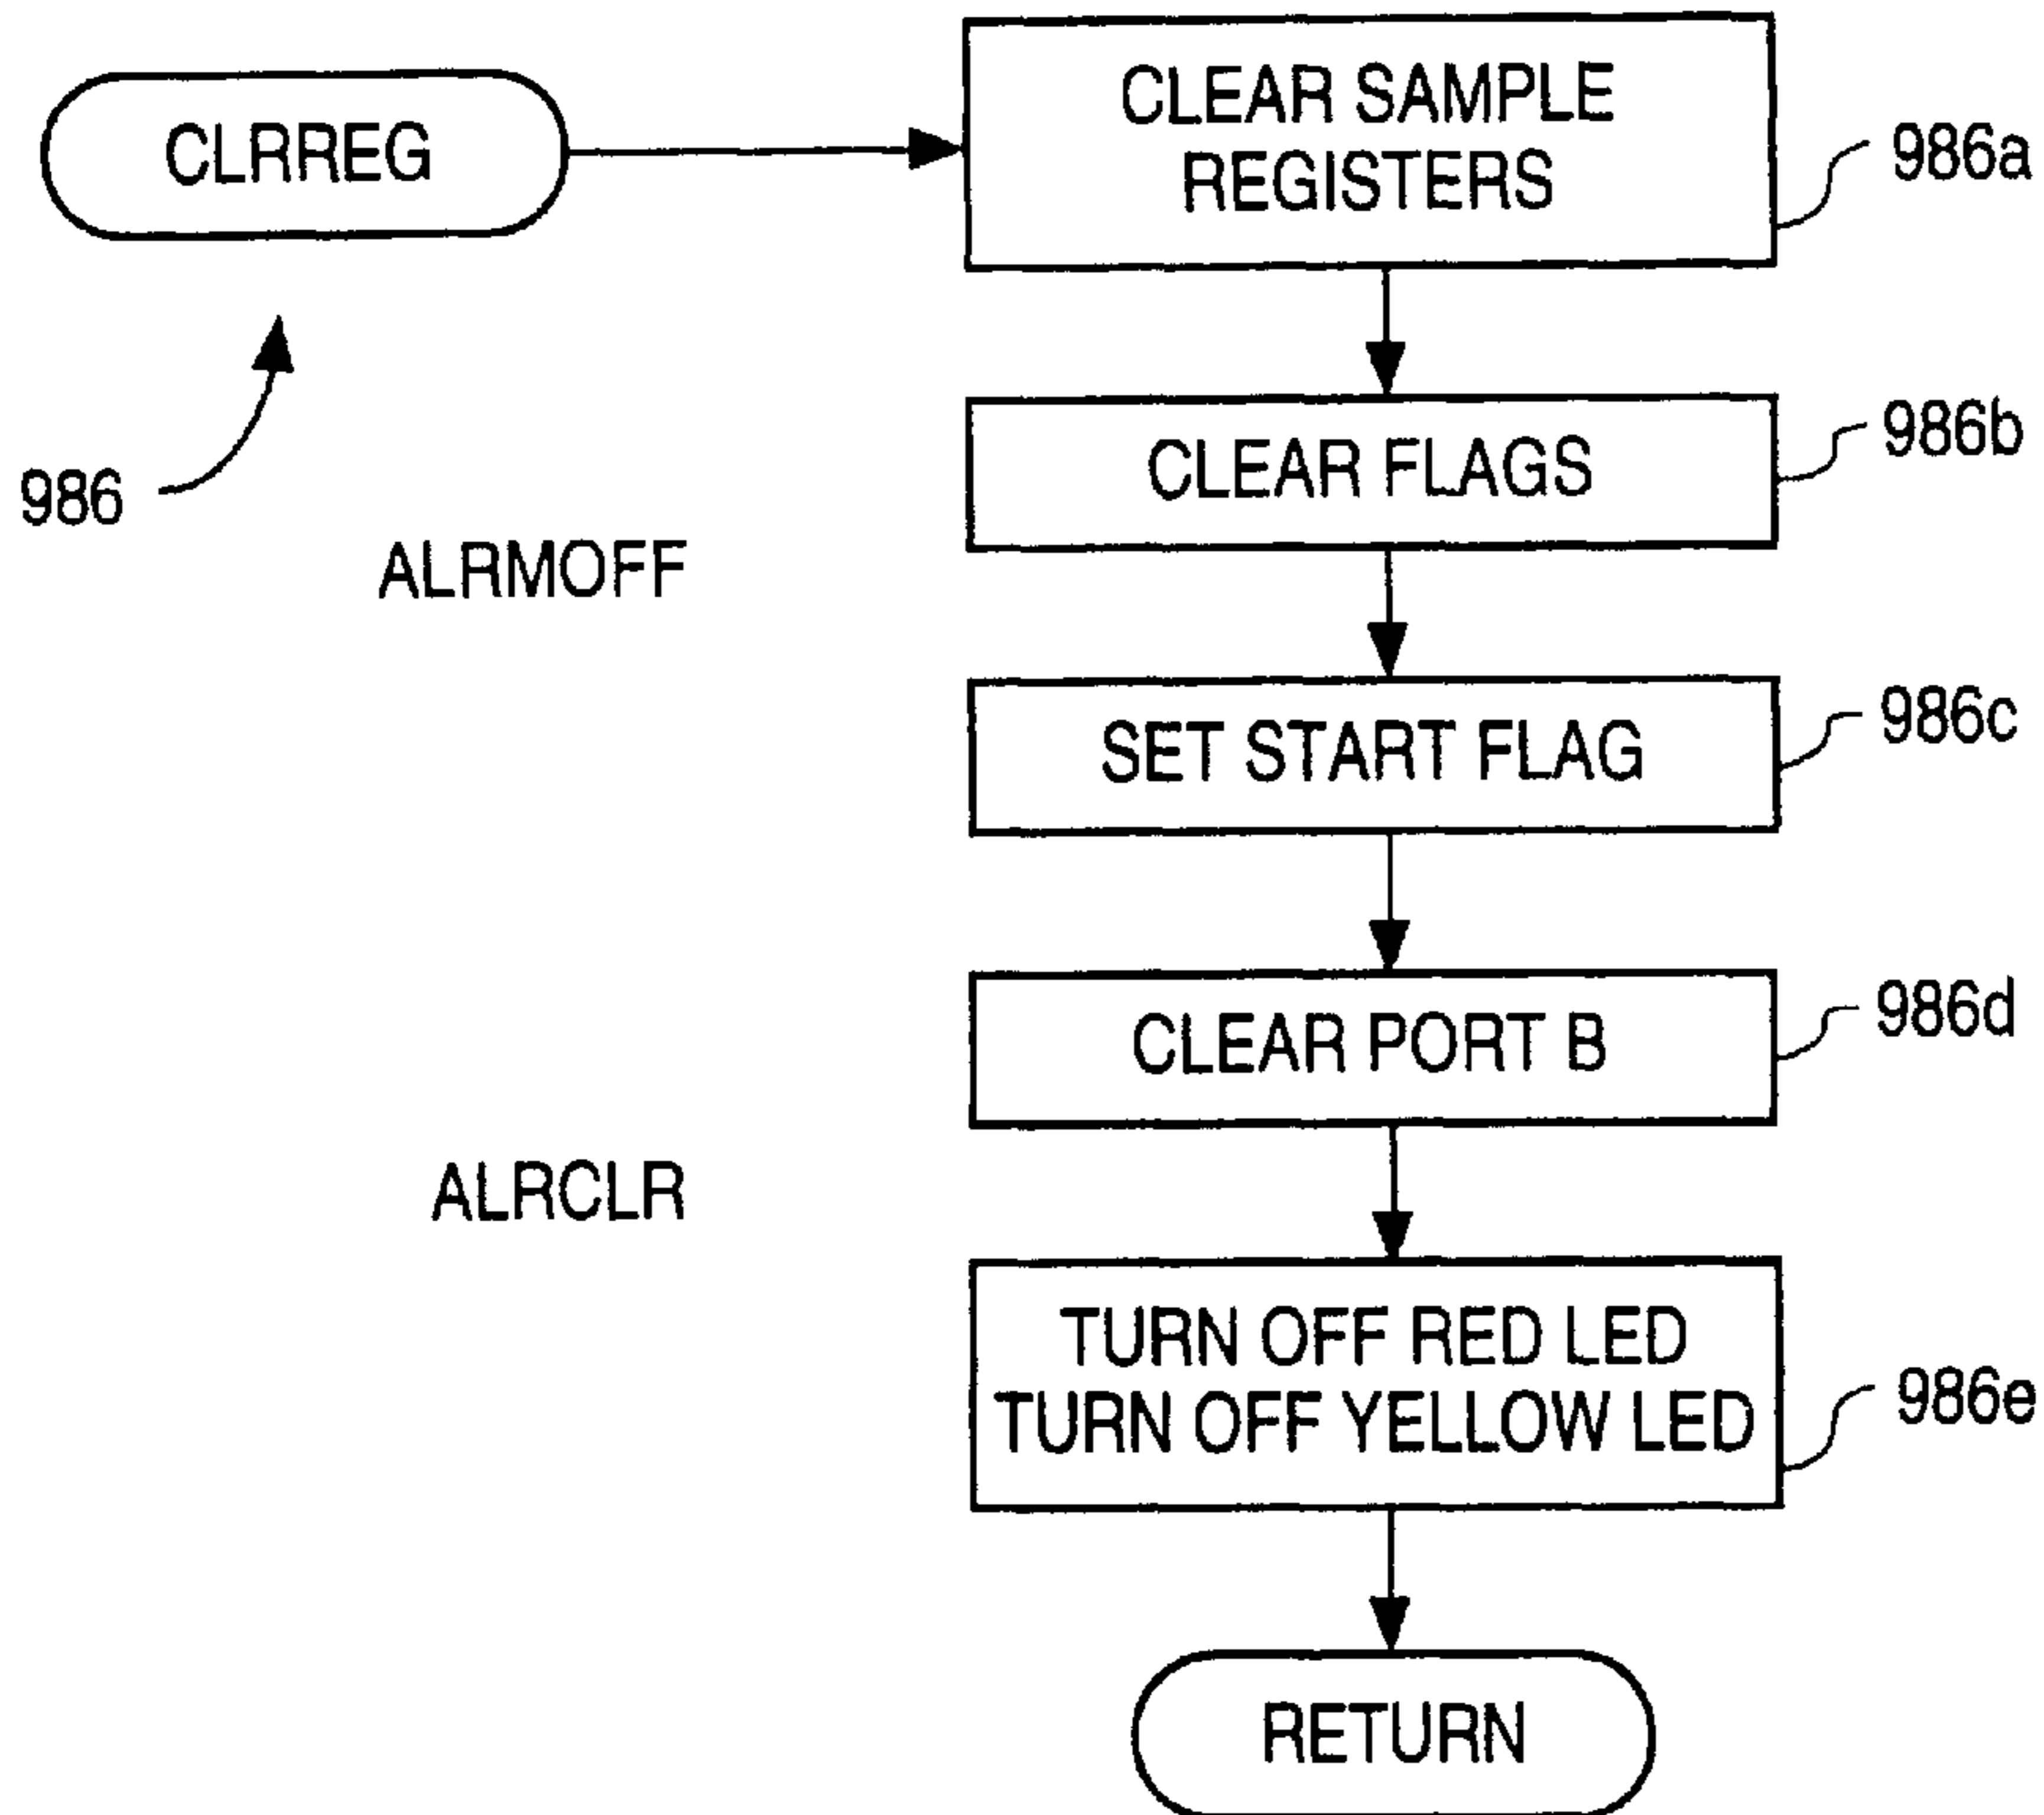 CLRREG
CLEAR SAMPLE
REGISTERS
986a
986
CLEAR FLAGS
986b
ALRMOFF
SET START FLAG
986c
CLEAR PORT B
986d
ALRCLR
TURN OFF RED LED
TURN OFF YELLOW LED
986e
RETURN